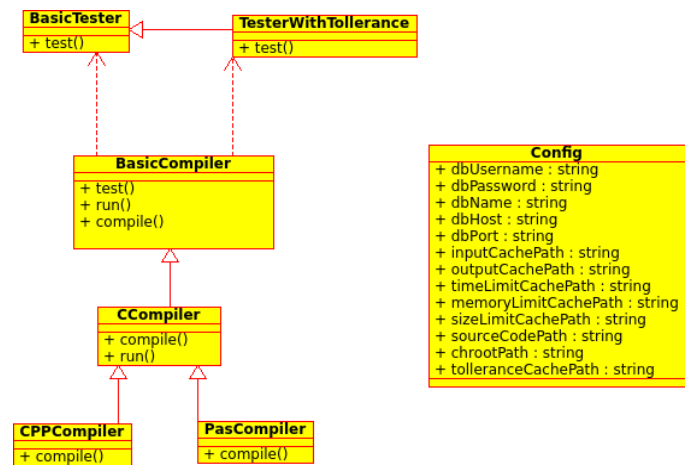 BasicTester
+ test()
TesterWithTollerance
+ test()
BasicCompiler
+ test()
+ run()
+ compile()
Config
+ dbUsername : string
+ dbPassword : string
+ dbName : string
+ dbHost : string
+ dbPort : string
+ inputCachePath : string
+ outputCachePath : string
+ timeLimitCachePath : string
+ memoryLimitCachePath : string
+ sizeLimitCachePath : string
+ sourceCodePath : string
+ chrootPath : string
+ tolleranceCachePath : string
CCompiler
+ compile()
+ run()
CPPCompiler
+ compile()
PasCompiler
+ compile()